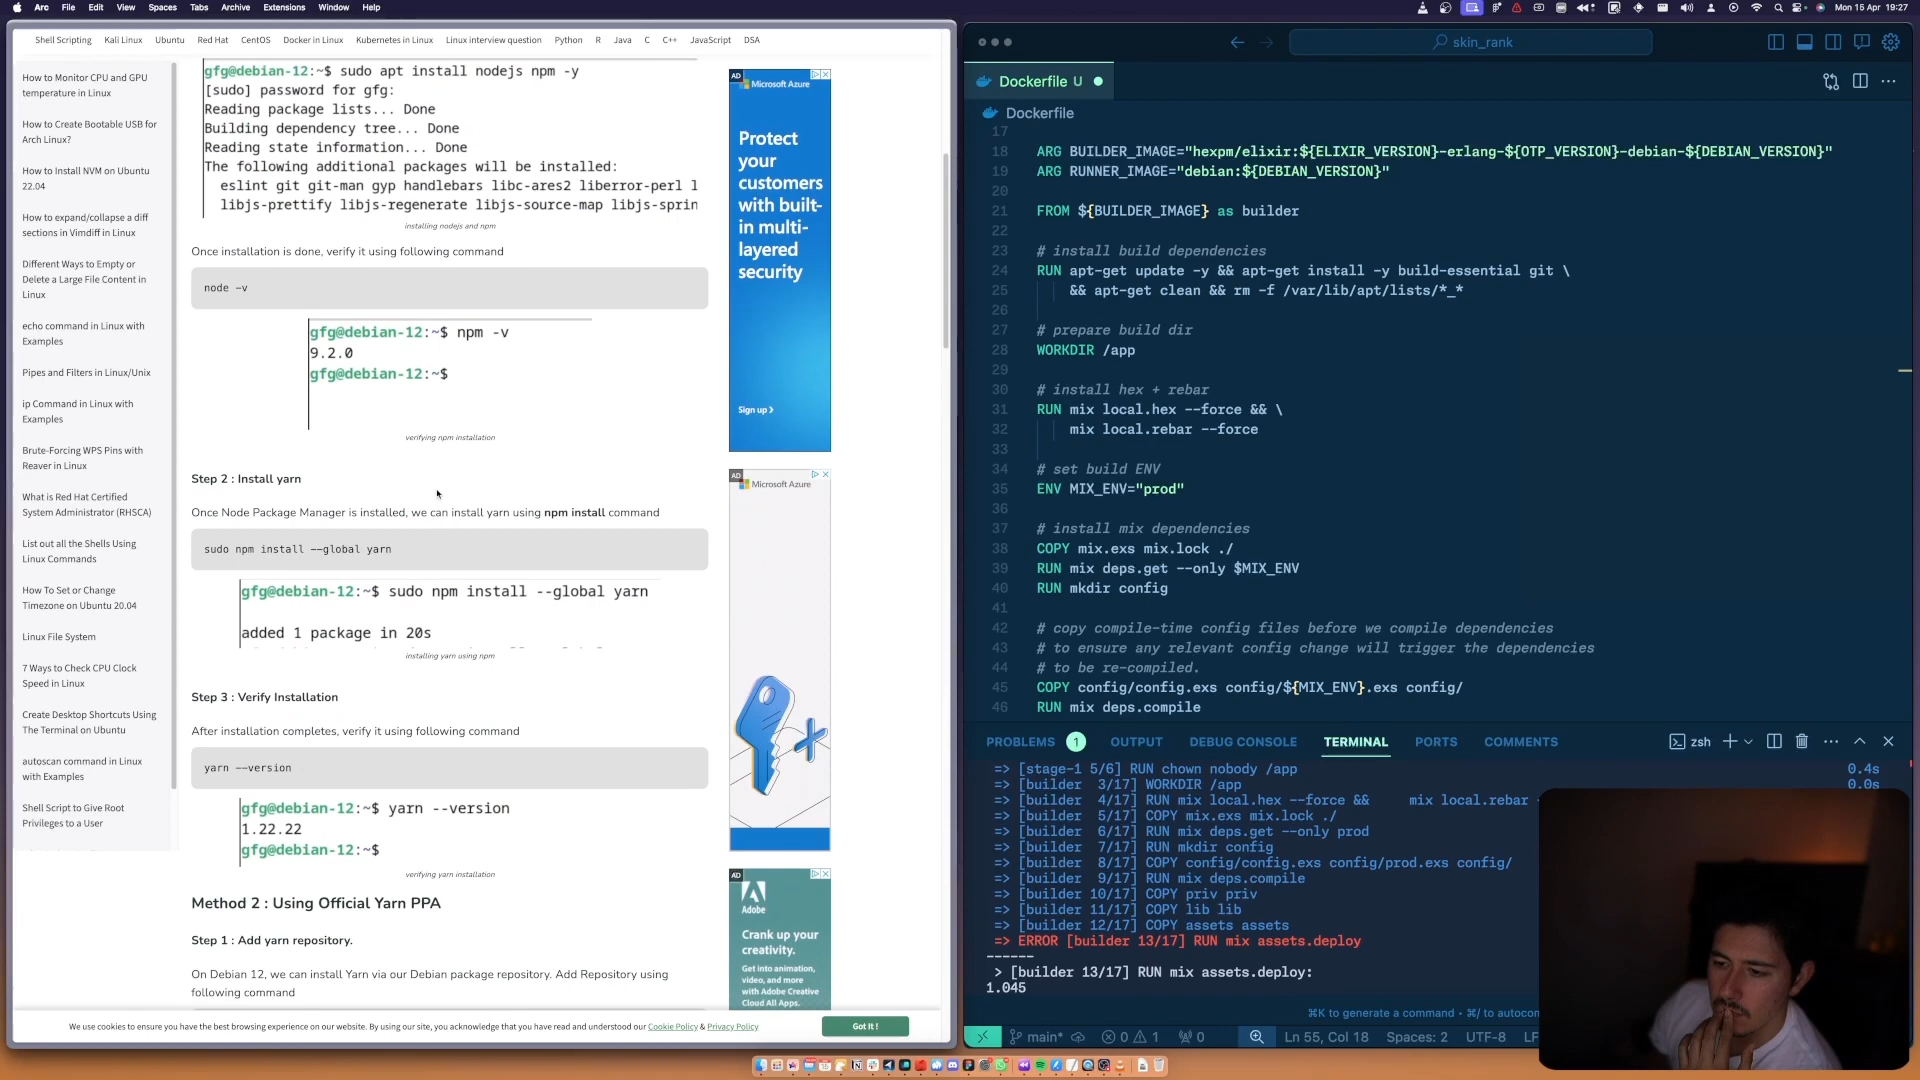 Arc File Edit View Spaces Tabs Archive Extensions Window Help
Mon 15 Apr 19:27
Shell Scripting Kali Linux Ubuntu Red Hat CentOS Docker in Linux Kubernetes in Linux Linux interview question Python R Java C C++ JavaScript DSA
How to Monitor CPU and GPU
temperature in Linux
How to Create Bootable USB for
Arch Linux?
How to Install NVM on Ubuntu
22.04
How to expand/collapse a diff
sections in Vimdiff in Linux
Different Ways to Empty or
Delete a Large File Content in
Linux
echo command in Linux with
Examples
Pipes and Filters in Linux/Unix
ip Command in Linux with
Examples
Brute-Forcing WPS Pins with
Reaver in Linux
What is Red Hat Certified
System Administrator (RHSCA)
List out all the Shells Using
Linux Commands
How To Set or Change
Timezone on Ubuntu 20.04
Linux File System
7 Ways to Check CPU Clock
Speed in Linux
Create Desktop Shortcuts Using
The Terminal on Ubuntu
autoscan command in Linux
with Examples
Shell Script to Give Root
Privileges to a User
gfg@debian-12:~$ sudo apt install nodejs npm -y
[sudo] password for gfg:
Reading package lists... Done
Building dependency tree... Done
Reading state information... Done
The following additional packages will be installed:
eslint git git-man gyp handlebars libc-ares2 liberror-perl l
libjs-prettify libjs-regenerate libjs-source-map libjs-sprin
installing nodejs and npm
Once installation is done, verify it using following command
node -v
gfg@debian-12:~$ npm -v
9.2.0
gfg@debian-12:~$
verifying npm installation
Step 2 : Install yarn
Once Node Package Manager is installed, we can install yarn using npm install command
sudo npm install --global yarn
gfg@debian-12:~$ sudo npm install --global yarn
added 1 package in 20s
installing yarn using npm
Step 3 : Verify Installation
After installation completes, verify it using following command
yarn --version
gfg@debian-12:~$ yarn --version
1.22.22
gfg@debian-12:~$
verifying yarn installation
Method 2 : Using Official Yarn PPA
Step 1 : Add yarn repository.
On Debian 12, we can install Yarn via our Debian package repository. Add Repository using
following command
AD
Microsoft Azure
Protect
your
customers
with built-
in multi-
layered
security
Sign up >
AD
Microsoft Azure
AD
Adobe
Crank up your
creativity.
Get into animation,
video, and more
with Adobe Creative
Cloud All Apps.
We use cookies to ensure you have the best browsing experience on our website. By using our site, you acknowledge that you have read and understood our Cookie Policy & Privacy Policy
Got It !
skin_rank
Dockerfile U
Dockerfile
17
18 ARG BUILDER_IMAGE="hexpm/elixir:${ELIXIR_VERSION}-erlang-${OTP_VERSION}-debian-${DEBIAN_VERSION}"
19 ARG RUNNER_IMAGE="debian:${DEBIAN_VERSION}"
20
21 FROM ${BUILDER_IMAGE} as builder
22
23 # install build dependencies
24 RUN apt-get update -y && apt-get install -y build-essential git \
25 && apt-get clean && rm -f /var/lib/apt/lists/*_*
26
27 # prepare build dir
28 WORKDIR /app
29
30 # install hex + rebar
31 RUN mix local.hex --force && \
32 mix local.rebar --force
33
34 # set build ENV
35 ENV MIX_ENV="prod"
36
37 # install mix dependencies
38 COPY mix.exs mix.lock ./
39 RUN mix deps.get --only $MIX_ENV
40 RUN mkdir config
41
42 # copy compile-time config files before we compile dependencies
43 # to ensure any relevant config change will trigger the dependencies
44 # to be re-compiled.
45 COPY config/config.exs config/${MIX_ENV}.exs config/
46 RUN mix deps.compile
PROBLEMS 1 OUTPUT DEBUG CONSOLE TERMINAL PORTS COMMENTS
zsh
=> [stage-1 5/6] RUN chown nobody /app 0.4s
=> [builder 3/17] WORKDIR /app 0.0s
=> [builder 4/17] RUN mix local.hex --force && mix local.rebar -
=> [builder 5/17] COPY mix.exs mix.lock ./
=> [builder 6/17] RUN mix deps.get --only prod
=> [builder 7/17] RUN mkdir config
=> [builder 8/17] COPY config/config.exs config/prod.exs config/
=> [builder 9/17] RUN mix deps.compile
=> [builder 10/17] COPY priv priv
=> [builder 11/17] COPY lib lib
=> [builder 12/17] COPY assets assets
=> ERROR [builder 13/17] RUN mix assets.deploy
------
> [builder 13/17] RUN mix assets.deploy:
1.045
⌘K to generate a command • ⌘/ to autocom
main* 0 1 0 Ln 55, Col 18 Spaces: 2 UTF-8 LF